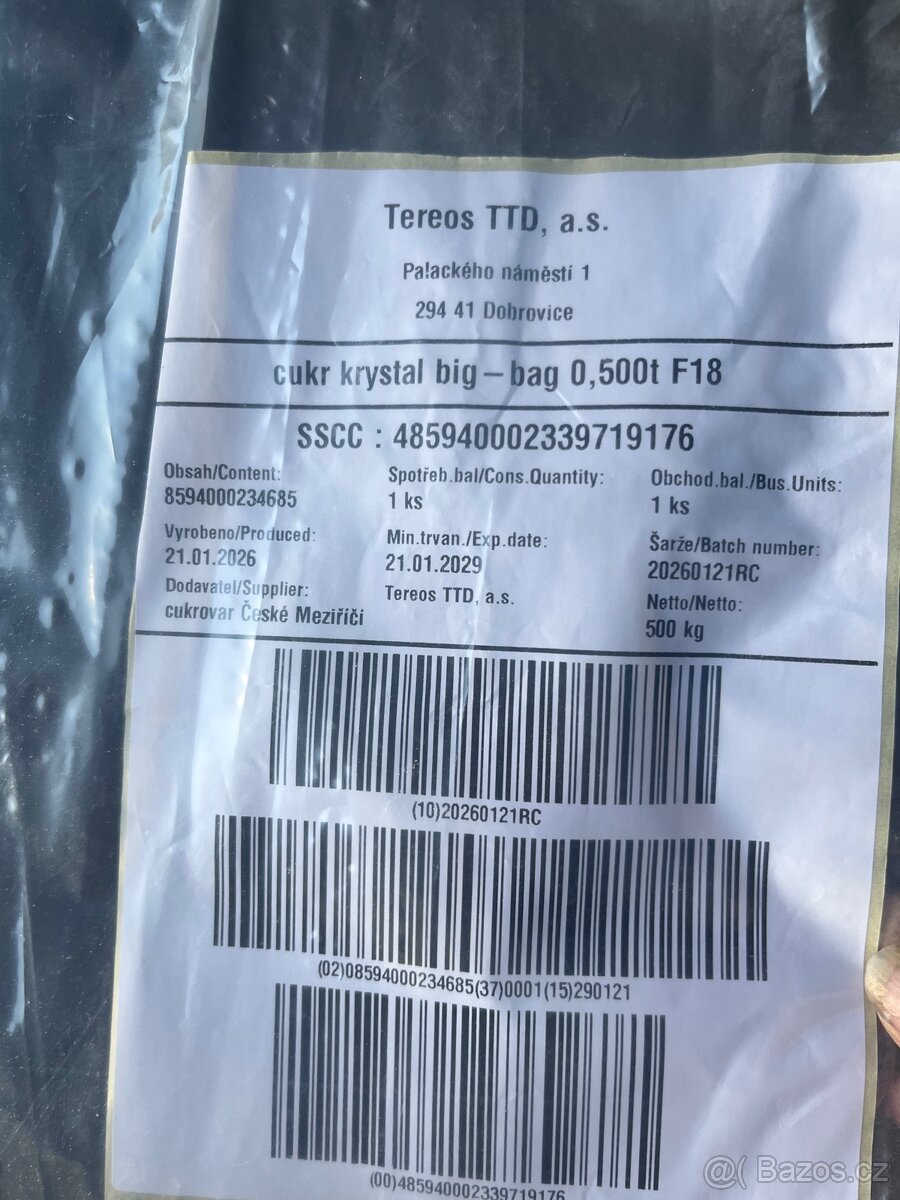 Tereos TTD, a.s.
Palackého náměstí 1
294 41 Dobrovice
cukr krystal big-bag 0,500t F18
SSCC : 485940002339719176
Obsah/Content: Spotřeb.bal/Cons.Quantity: Obchod.bal./Bus.Units:
8594000234685 1 ks 1 ks
Vyrobeno/Produced: Min.trvan./Exp.date: Šarže/Batch number:
21.01.2026 21.01.2029 20260121RC
Dodavatel/Supplier: Tereos TTD, a.s. Netto/Netto:
cukrovar České Meziříčí 500 kg
(10)20260121RC
(02)08594000234685(37)0001(15)290121
(00)485940002339719176
@( Bazos.cz